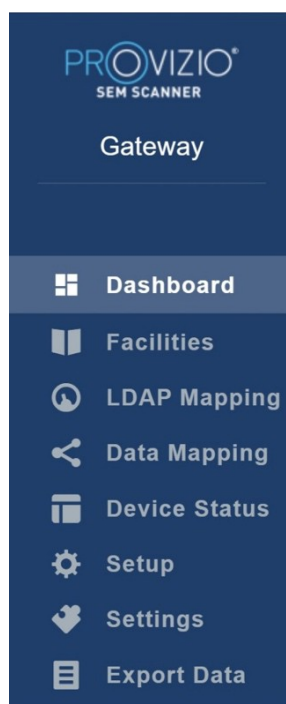 PROVIZIO®
SEM SCANNER
Gateway
Dashboard
Facilities
LDAP Mapping
Data Mapping
Device Status
Setup
Settings
Export Data